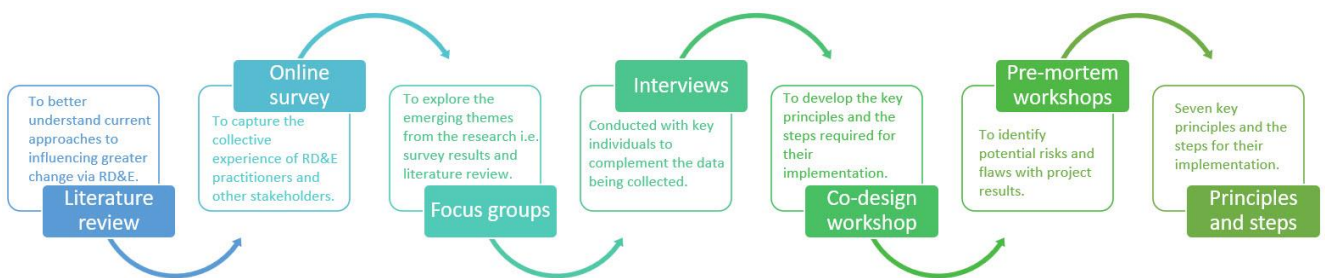 To better
understand current
approaches to
influencing greater
change via RD&E.
Literature
review
Online
survey
To capture the
collective
experience of RD&E
practitioners and
other stakeholders.
To explore the
emerging themes
from the research i.e.
survey results and
literature review.
Focus groups
Interviews
Conducted with key
individuals to
complement the data
being collected.
To develop the key
principles and the
steps required for
their
implementation.
Co-design
workshop
Pre-mortem
workshops
To identify
potential risks and
flaws with project
results.
Seven key
principles and the
steps for their
implementation.
Principles
and steps